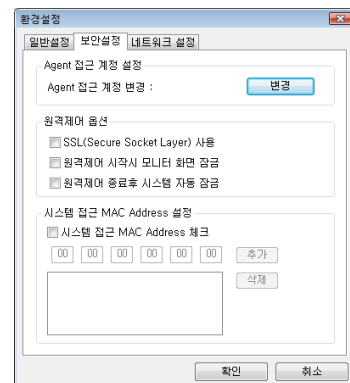 환경설정
일반설정 보안설정 네트워크 설정
Agent 접근 계정 설정
Agent 접근 계정 변경 : 변경
원격제어 옵션
SSL(Secure Socket Layer) 사용
원격제어 시작시 모니터 화면 잠금
원격제어 종료후 시스템 자동 잠금
시스템 접근 MAC Address 설정
시스템 접근 MAC Address 체크
00 00 00 00 00 00 추가
삭제
확인 취소